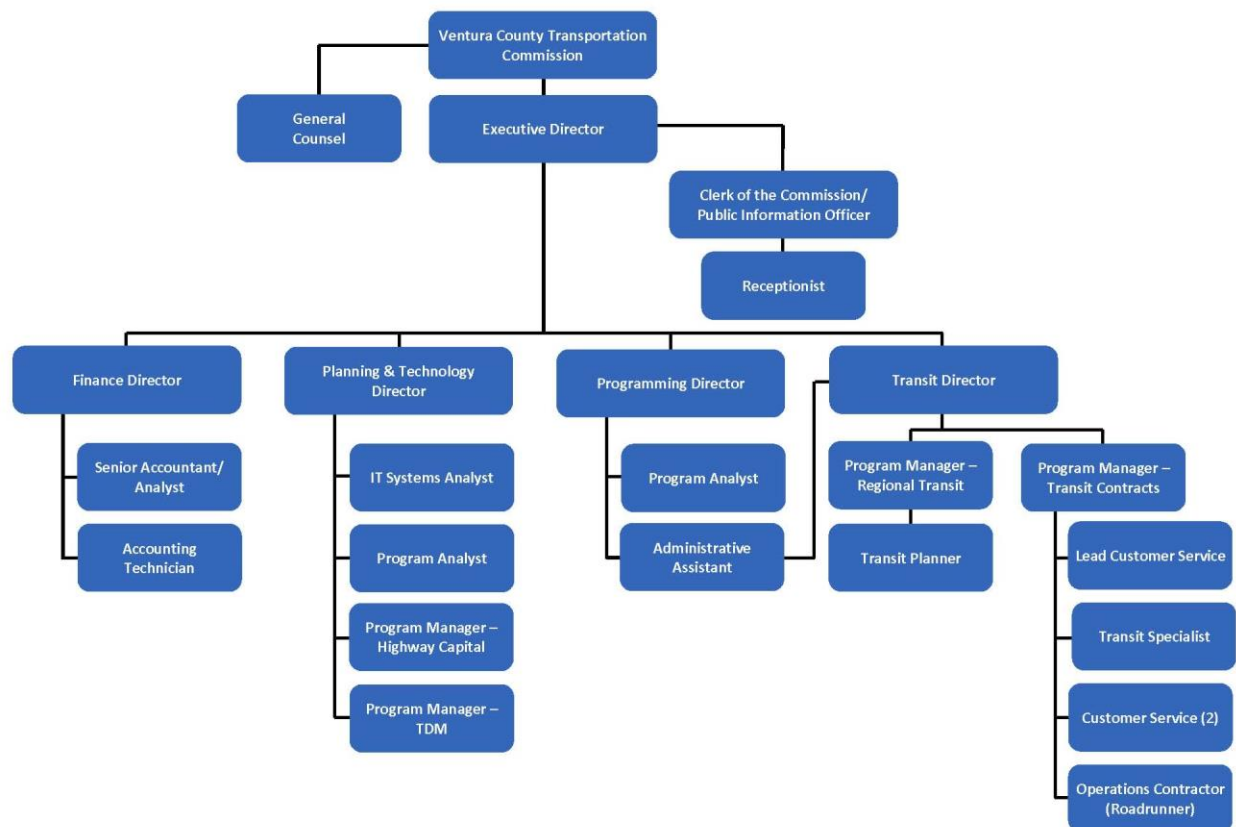 Ventura County Transportation
Commission
General
Counsel
Executive Director
Clerk of the Commission/
Public Information Officer
Receptionist
Finance Director
Planning & Technology
Director
Programming Director
Transit Director
Senior Accountant/
Analyst
Accounting
Technician
IT Systems Analyst
Program Analyst
Program Manager –
Highway Capital
Program Manager –
TDM
Program Analyst
Administrative
Assistant
Program Manager –
Regional Transit
Transit Planner
Program Manager –
Transit Contracts
Lead Customer Service
Transit Specialist
Customer Service (2)
Operations Contractor
(Roadrunner)